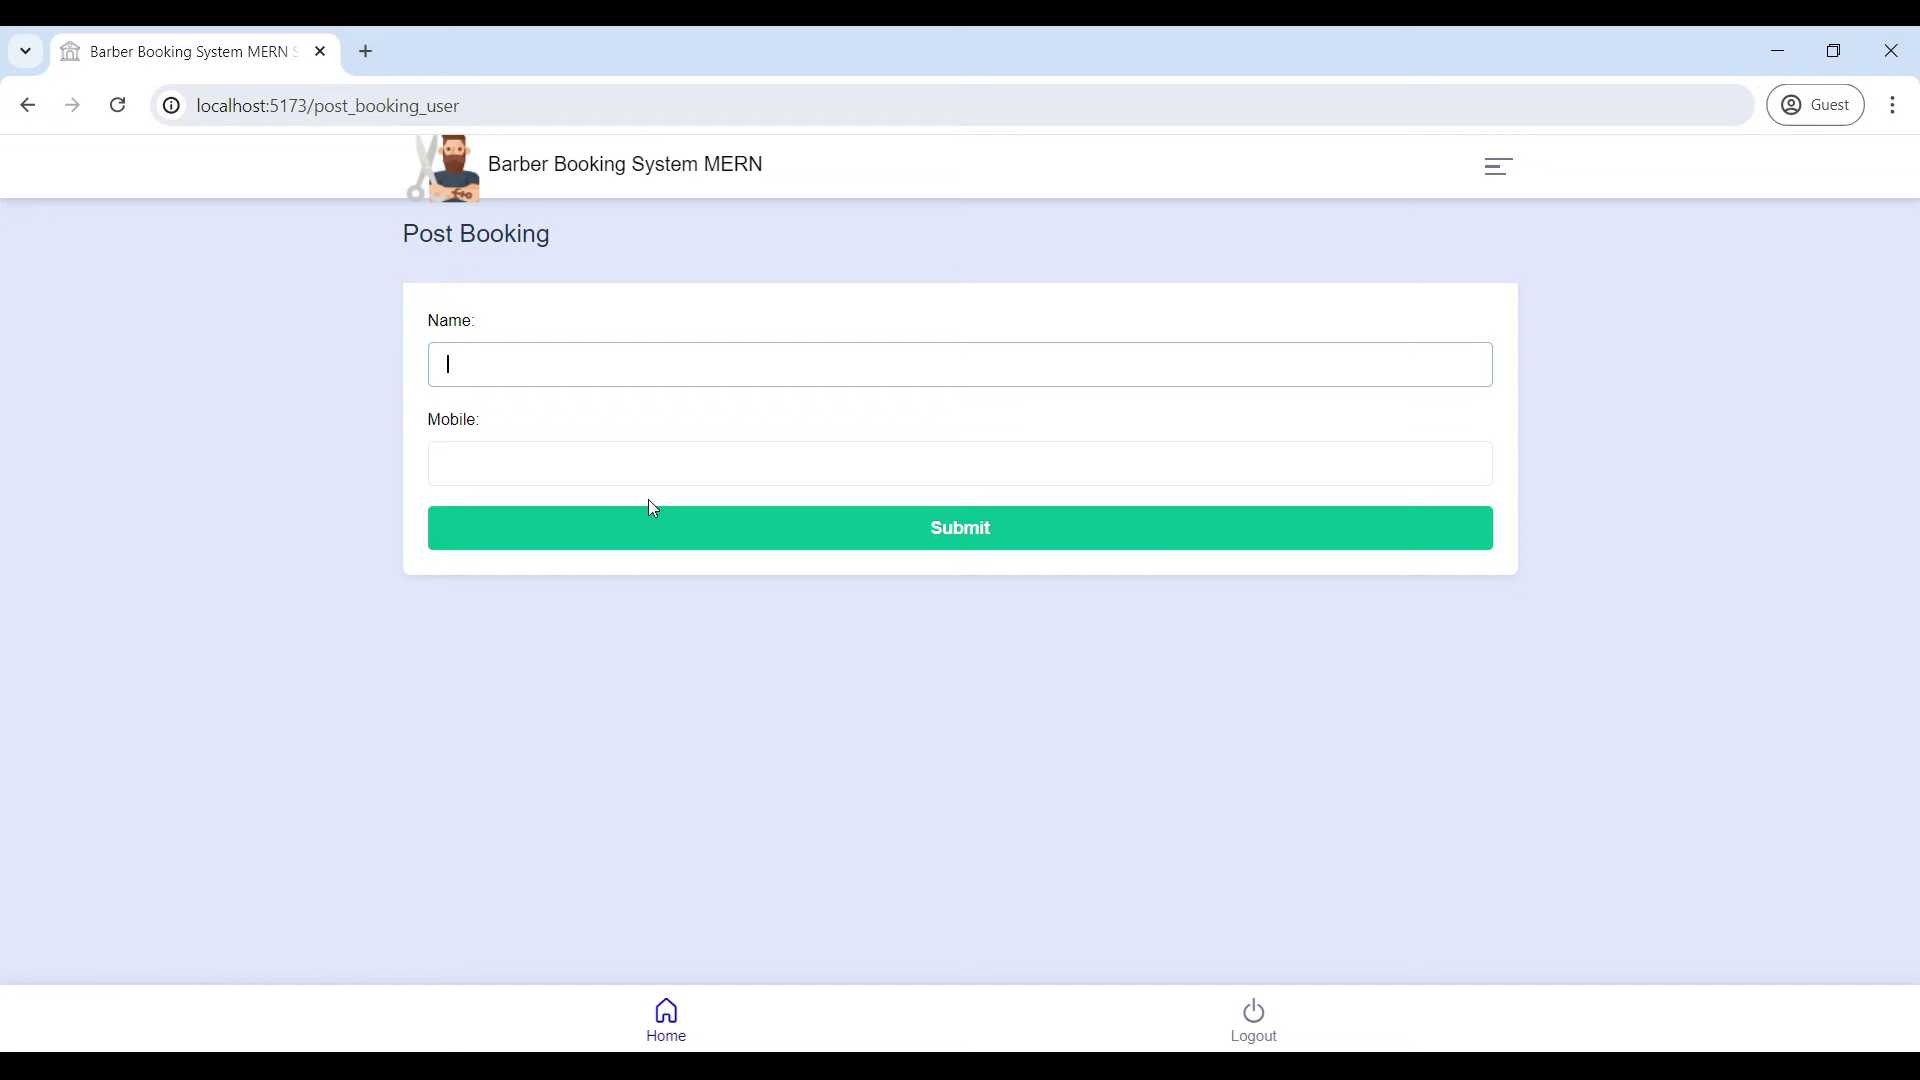 Barber Booking System MERN S
localhost:5173/post_booking_user
Guest
Barber Booking System MERN
Post Booking
Name:
Mobile:
Submit
Home
Logout